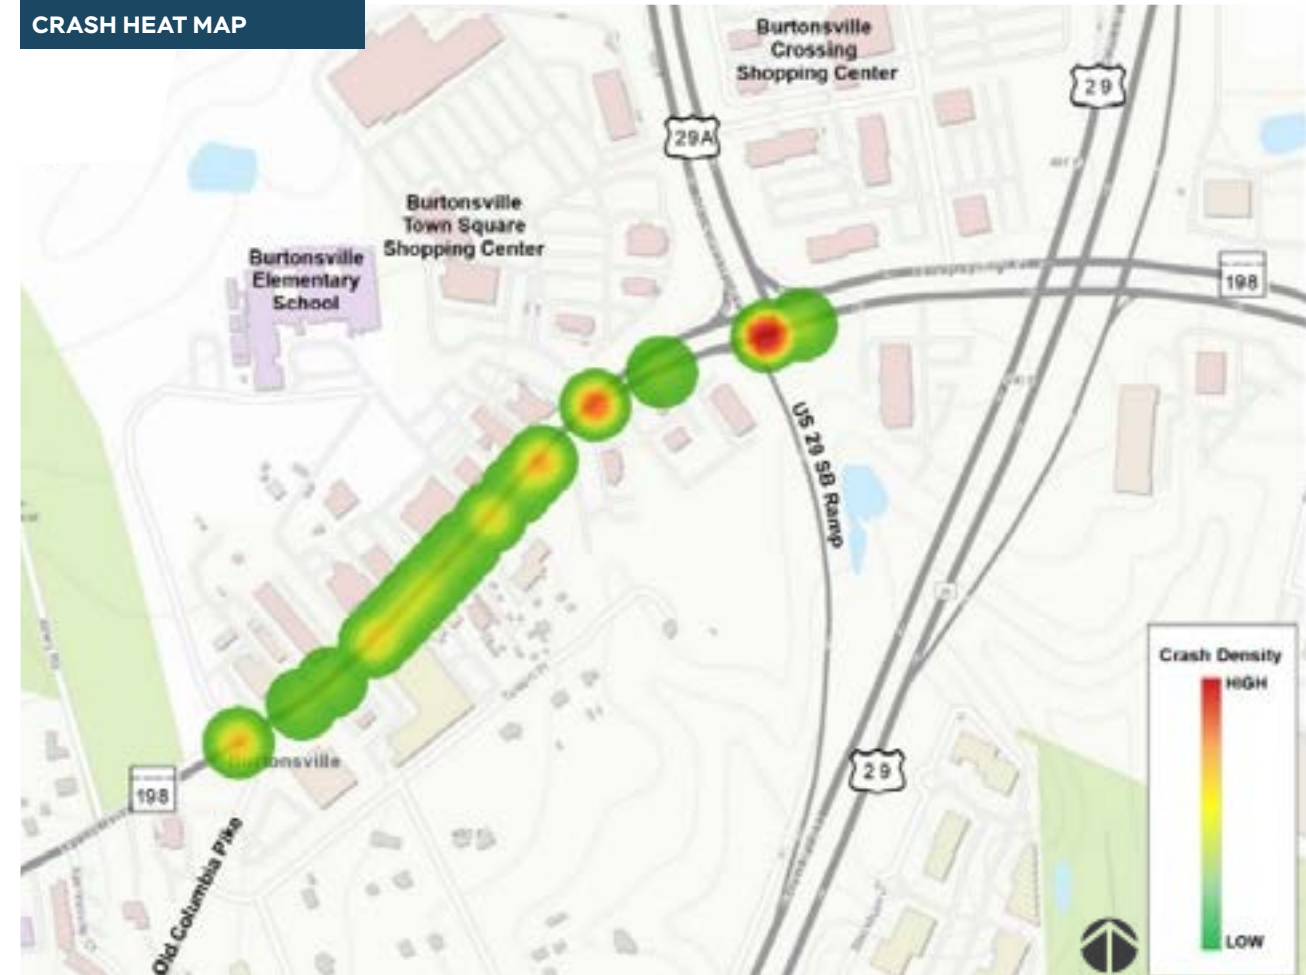 CRASH HEAT MAP
Burtonsville
Crossing
Shopping Center
29
29A
Burtonsville
Town Square
Shopping Center
Burtonsville
Elementary
School
198
US 29 SB Ramp
Crash Density
HIGH
LOW
Burtonsville
198
29
Old Columbia Pike